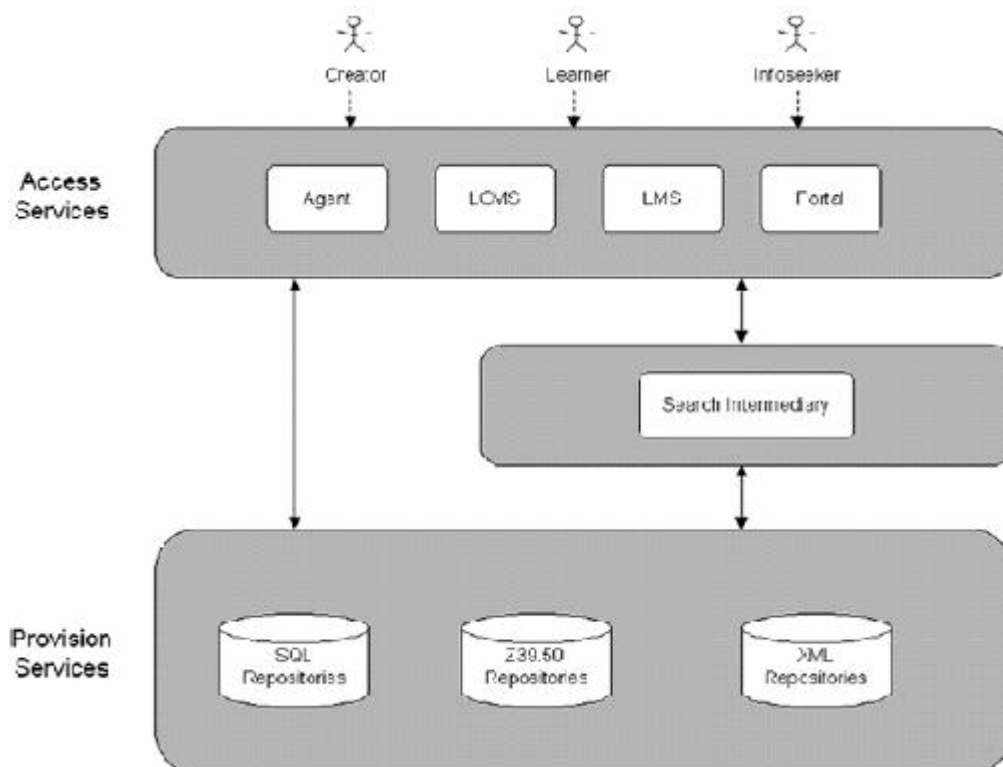 Creator
Learner
Infoseeker
Access
Services
Agent
LCMS
LMS
Portal
Search Intermediary
Provision
Services
SQL
Repositories
Z39.50
Repositories
XML
Repositories